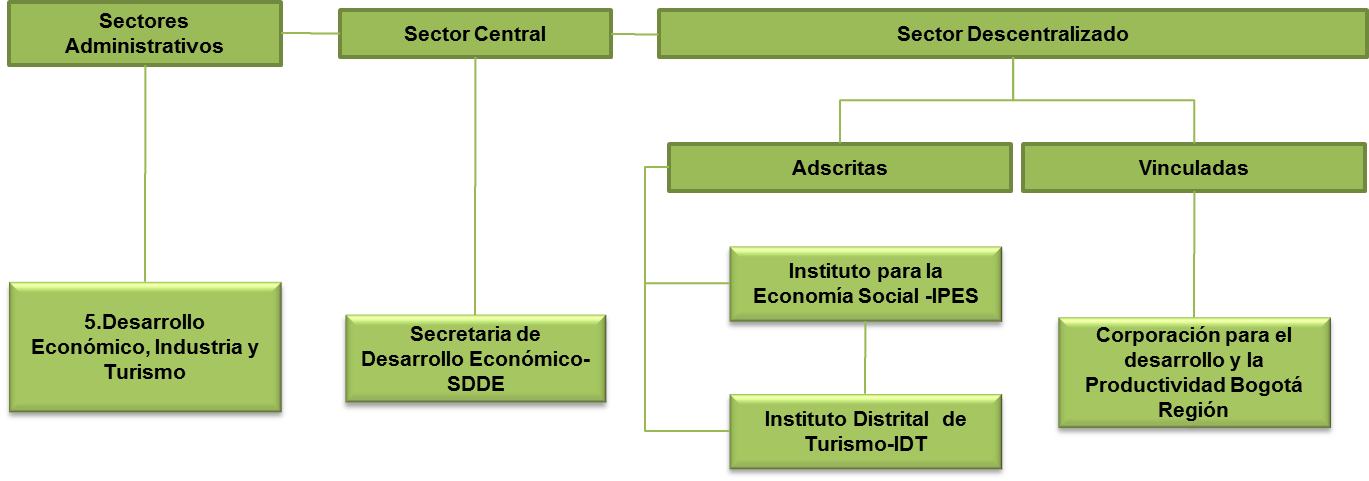 Sectores
Administrativos
Sector Central
Sector Descentralizado
Adscritas
Vinculadas
5.Desarrollo
Económico, Industria y
Turismo
Secretaria de
Desarrollo Económico-
SDDE
Instituto para la
Economía Social -IPES
Instituto Distrital de
Turismo-IDT
Corporación para el
desarrollo y la
Productividad Bogotá
Región